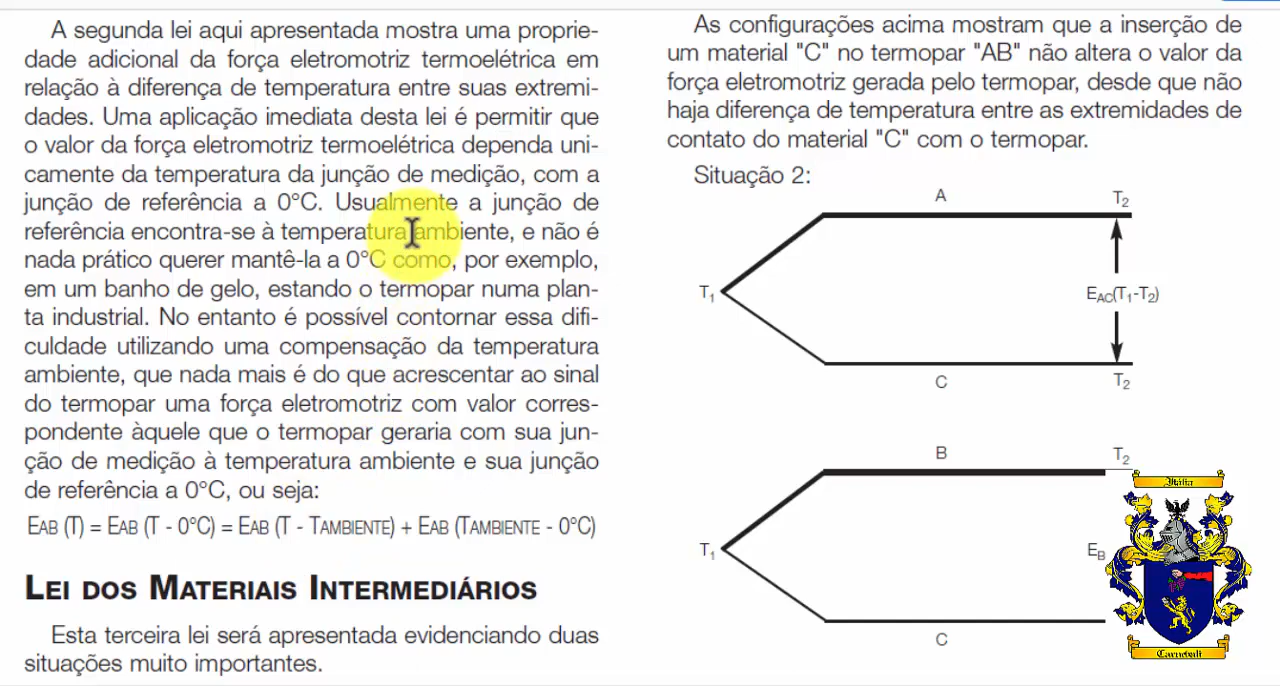 A segunda lei aqui apresentada mostra uma proprie-
dade adicional da força eletromotriz termoelétrica em
relação à diferença de temperatura entre suas extremi-
dades. Uma aplicação imediata desta lei é permitir que
o valor da força eletromotriz termoelétrica dependa uni-
camente da temperatura da junção de medição, com a
junção de referência a 0°C. Usualmente a junção de
referência encontra-se à temperatura ambiente, e não é
nada prático querer mantê-la a 0°C como, por exemplo,
em um banho de gelo, estando o termopar numa plan-
ta industrial. No entanto é possível contornar essa difi-
culdade utilizando uma compensação da temperatura
ambiente, que nada mais é do que acrescentar ao sinal
do termopar uma força eletromotriz com valor corres-
pondente àquele que o termopar geraria com sua jun-
ção de medição à temperatura ambiente e sua junção
de referência a 0°C, ou seja:
EAB (T) = EAB (T - 0°C) = EAB (T - TAMBIENTE) + EAB (TAMBIENTE - 0°C)
LEI DOS MATERIAIS INTERMEDIÁRIOS
Esta terceira lei será apresentada evidenciando duas
situações muito importantes.
As configurações acima mostram que a inserção de
um material "C" no termopar "AB" não altera o valor da
força eletromotriz gerada pelo termopar, desde que não
haja diferença de temperatura entre as extremidades de
contato do material "C" com o termopar.
Situação 2:
A
T2
T1
EAC(T1-T2)
C
T2
B
T2
T1
EB
C
Itália
Carnevali